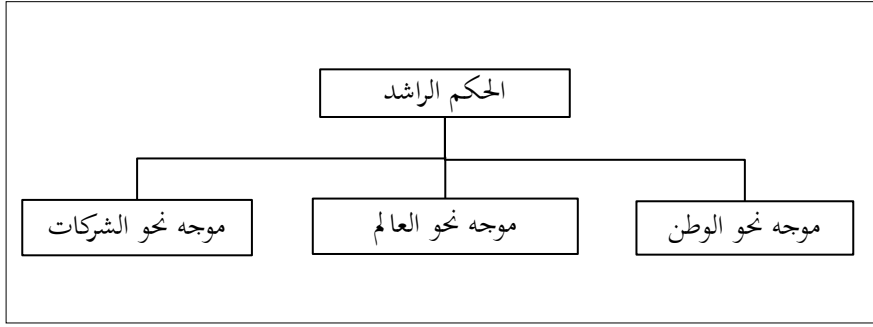 الحكم الراشد
موجه نحو الوطن
موجه نحو العالم
موجه نحو الشركات